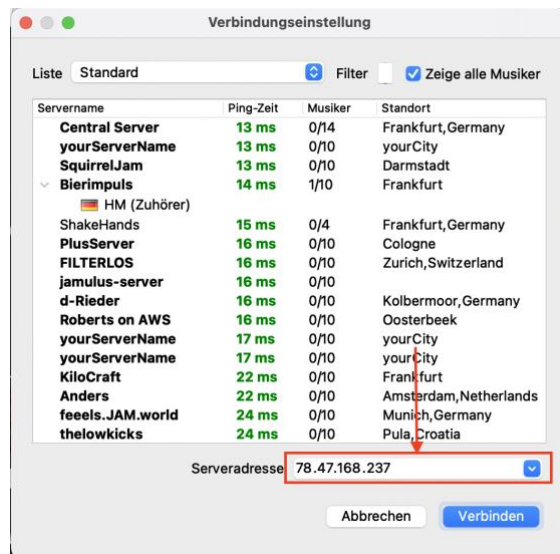 Verbindungseinstellung
Liste Standard Filter Zeige alle Musiker
Servername Ping-Zeit Musiker Standort
Central Server 13 ms 0/14 Frankfurt,Germany
yourServerName 13 ms 0/10 yourCity
SquirrelJam 13 ms 0/10 Darmstadt
Bierimpuls 14 ms 1/10 Frankfurt
HM (Zuhörer)
ShakeHands 15 ms 0/4 Frankfurt,Germany
PlusServer 16 ms 0/10 Cologne
FILTERLOS 16 ms 0/10 Zurich,Switzerland
jamulus-server 16 ms 0/10
d-Rieder 16 ms 0/10 Kolbermoor,Germany
Roberts on AWS 16 ms 0/10 Oosterbeek
yourServerName 17 ms 0/10 yourCity
yourServerName 17 ms 0/10 yourCity
KiloCraft 22 ms 0/10 Frankfurt
Anders 22 ms 0/10 Amsterdam,Netherlands
feeels.JAM.world 24 ms 0/10 Munich,Germany
thelowkicks 24 ms 0/10 Pula,Croatia
Serveradresse 78.47.168.237
Abbrechen Verbinden